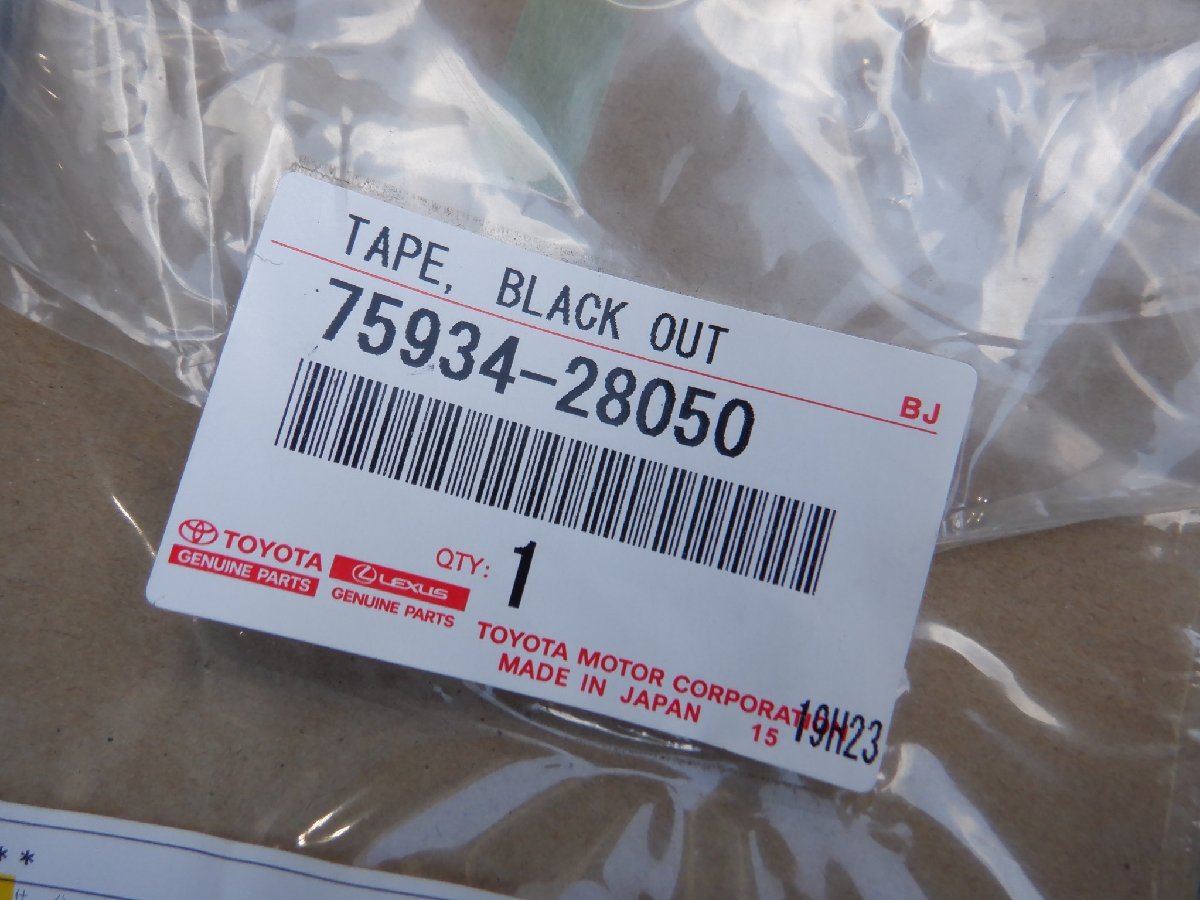 TAPE, BLACK OUT
BJ
75934-28050
TOYOTA
GENUINE PARTS
LEXUS
GENUINE PARTS
QTY: 1
TOYOTA MOTOR CORPORATION
MADE IN JAPAN
15 19H23
**